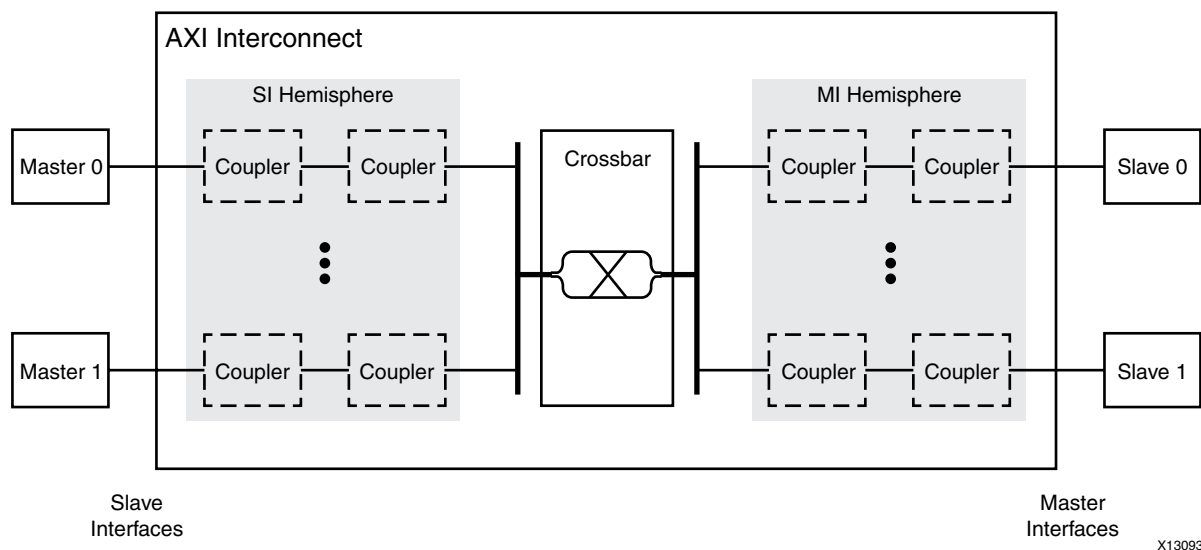 AXI Interconnect
SI Hemisphere
MI Hemisphere
Master 0
Coupler
Coupler
Crossbar
Coupler
Coupler
Slave 0
Master 1
Coupler
Coupler
Coupler
Coupler
Slave 1
Slave
Interfaces
Master
Interfaces
X13093